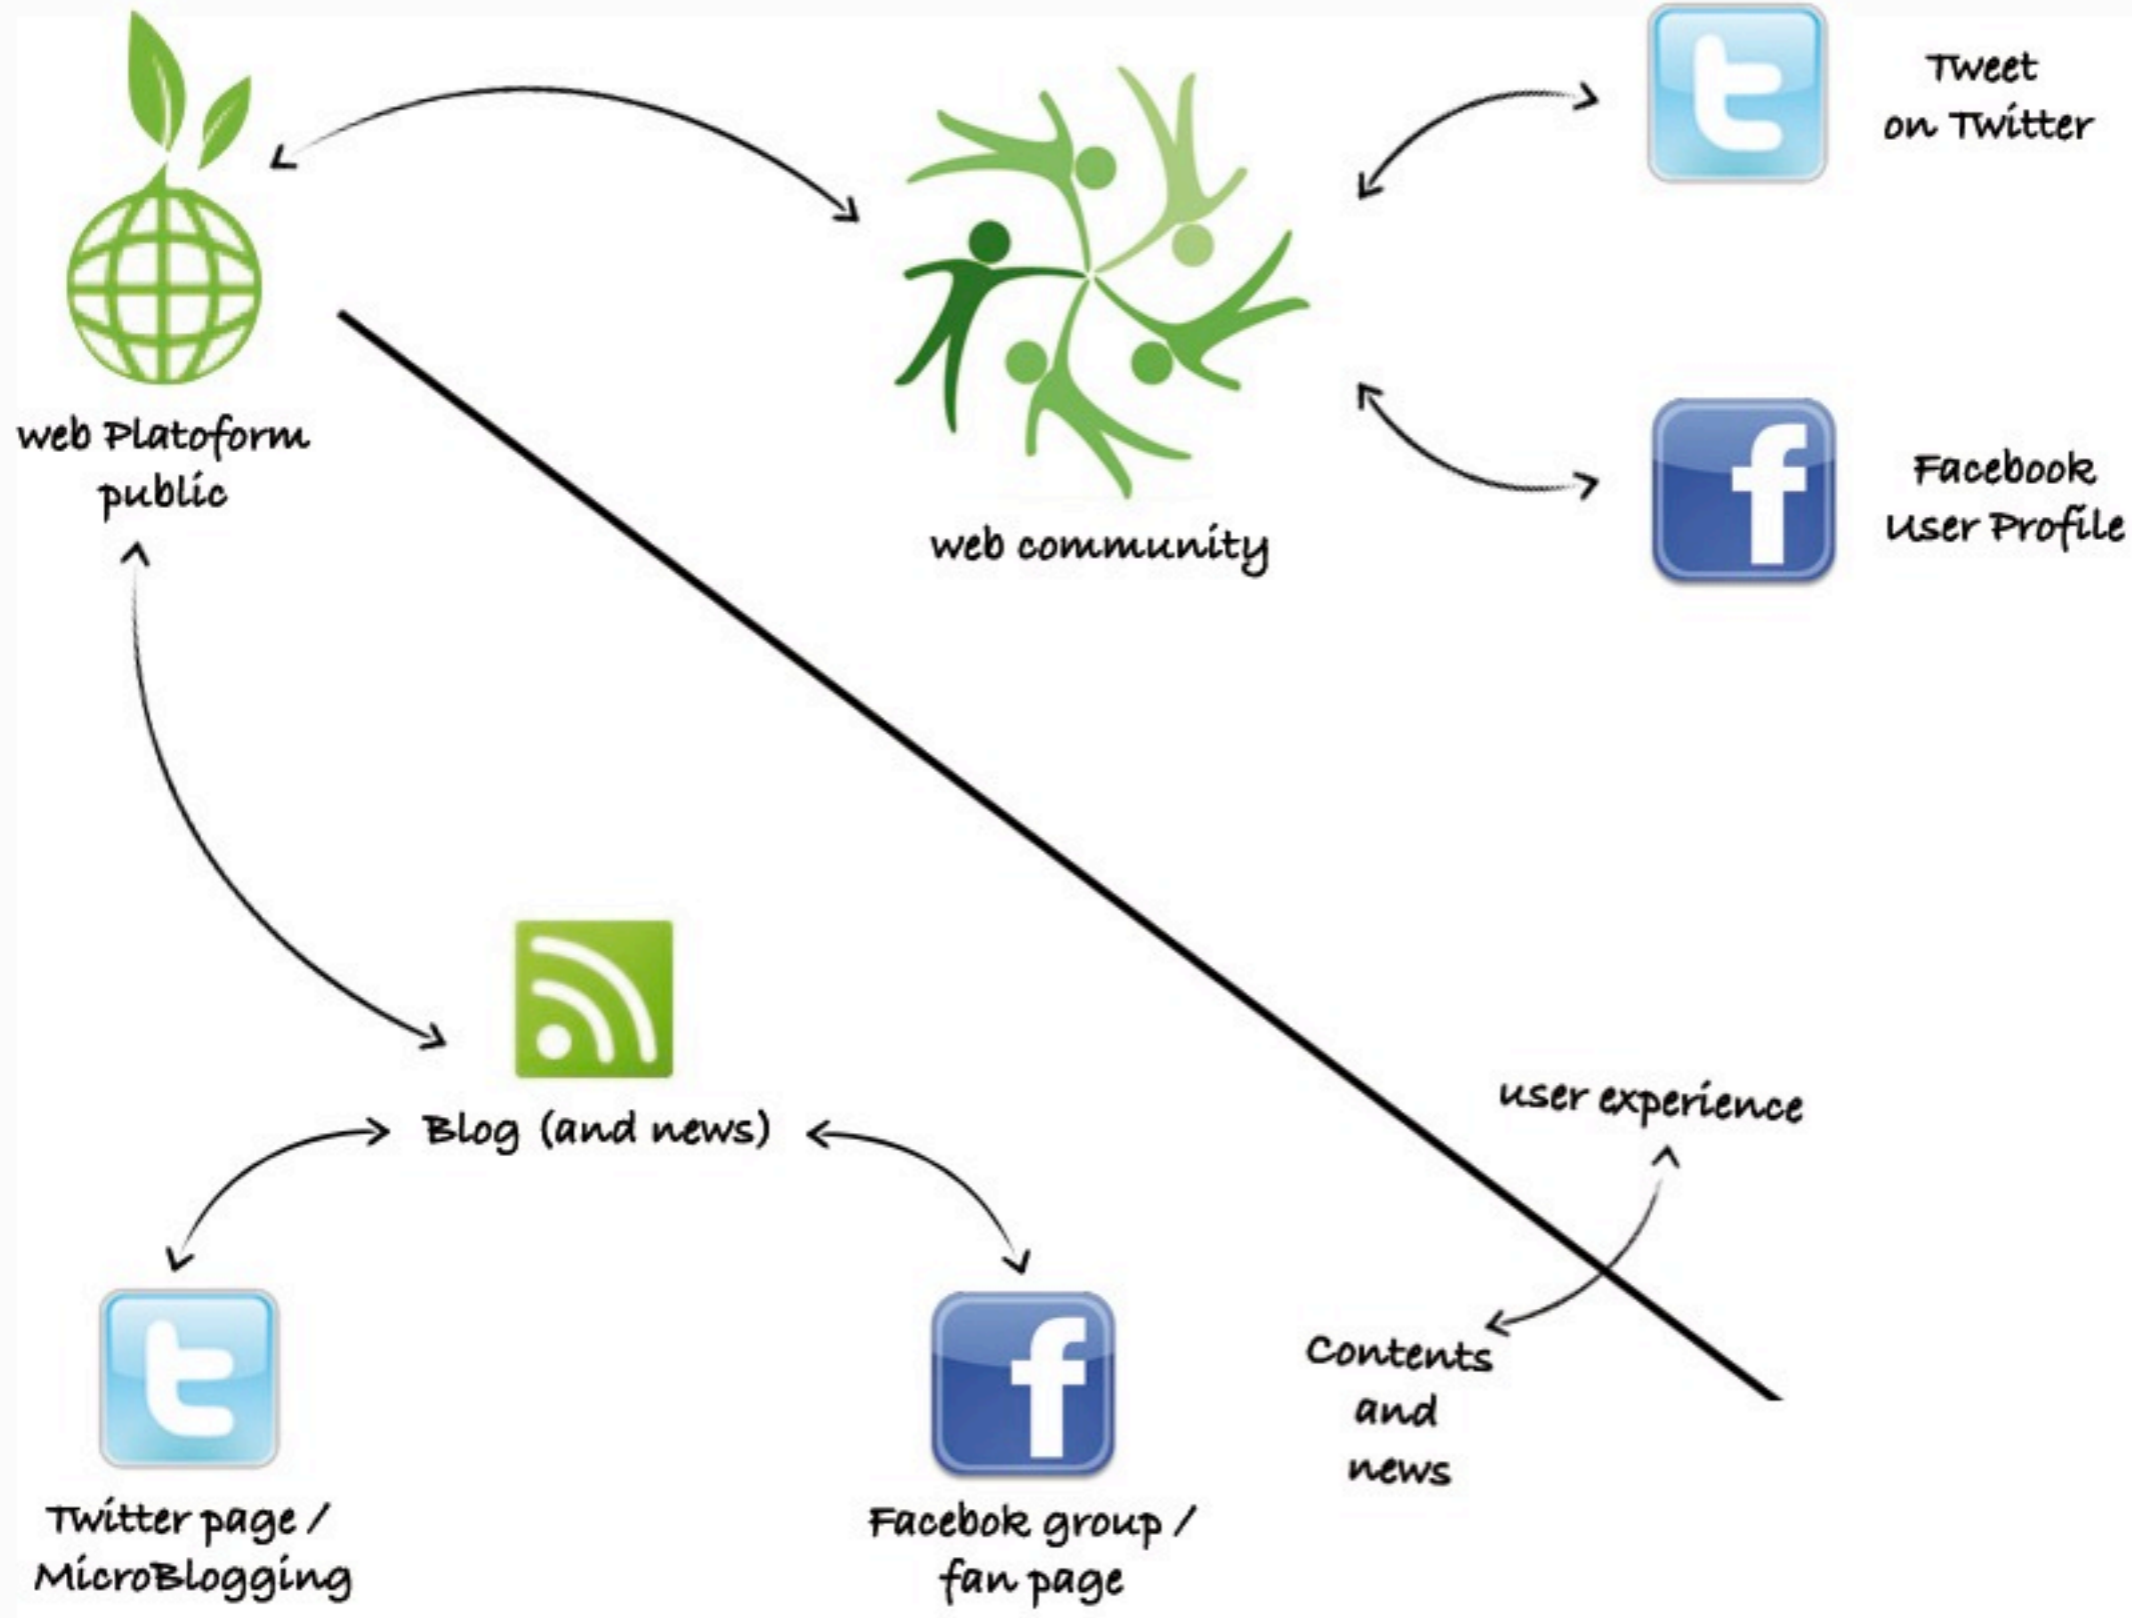 Tweet
on Twitter
web Platoform
public
web community
Facebook
User Profile
Blog (and news)
user experience
Contents
and
news
Twitter page /
MicroBlogging
Facebok group /
fan page